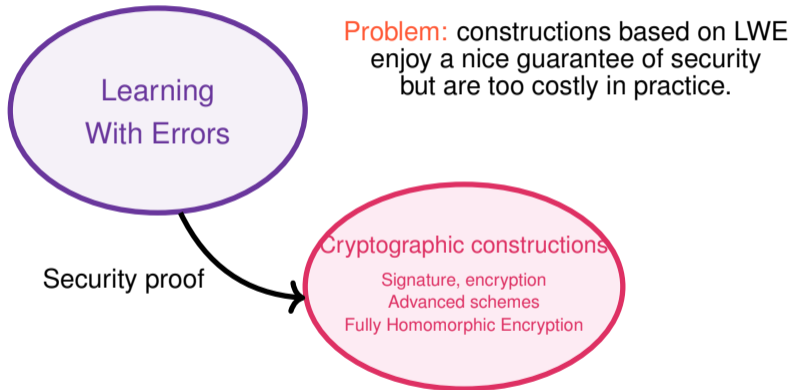 Problem: constructions based on LWE
enjoy a nice guarantee of security
but are too costly in practice.
Learning
With Errors
Security proof
Cryptographic constructions
Signature, encryption
Advanced schemes
Fully Homomorphic Encryption